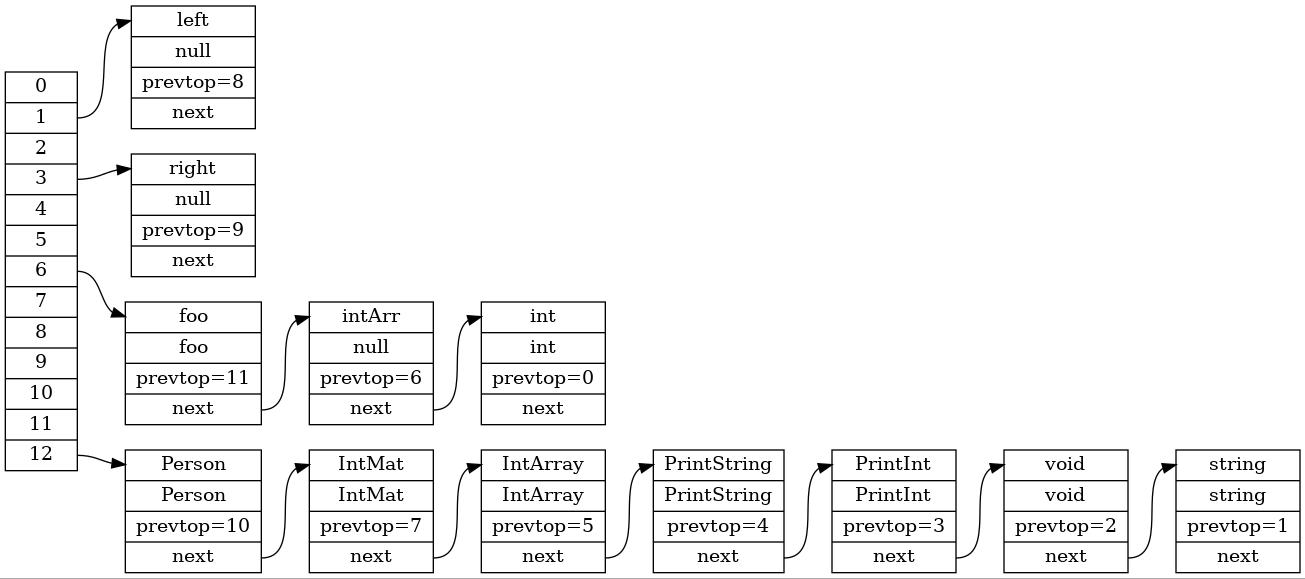 0
1
2
3
4
5
6
7
8
9
10
11
12
left
null
prevtop=8
next
right
null
prevtop=9
next
foo
foo
prevtop=11
next
intArr
null
prevtop=6
next
int
int
prevtop=0
next
Person
Person
prevtop=10
next
IntMat
IntMat
prevtop=7
next
IntArray
IntArray
prevtop=5
next
PrintString
PrintString
prevtop=4
next
PrintInt
PrintInt
prevtop=3
next
void
void
prevtop=2
next
string
string
prevtop=1
next